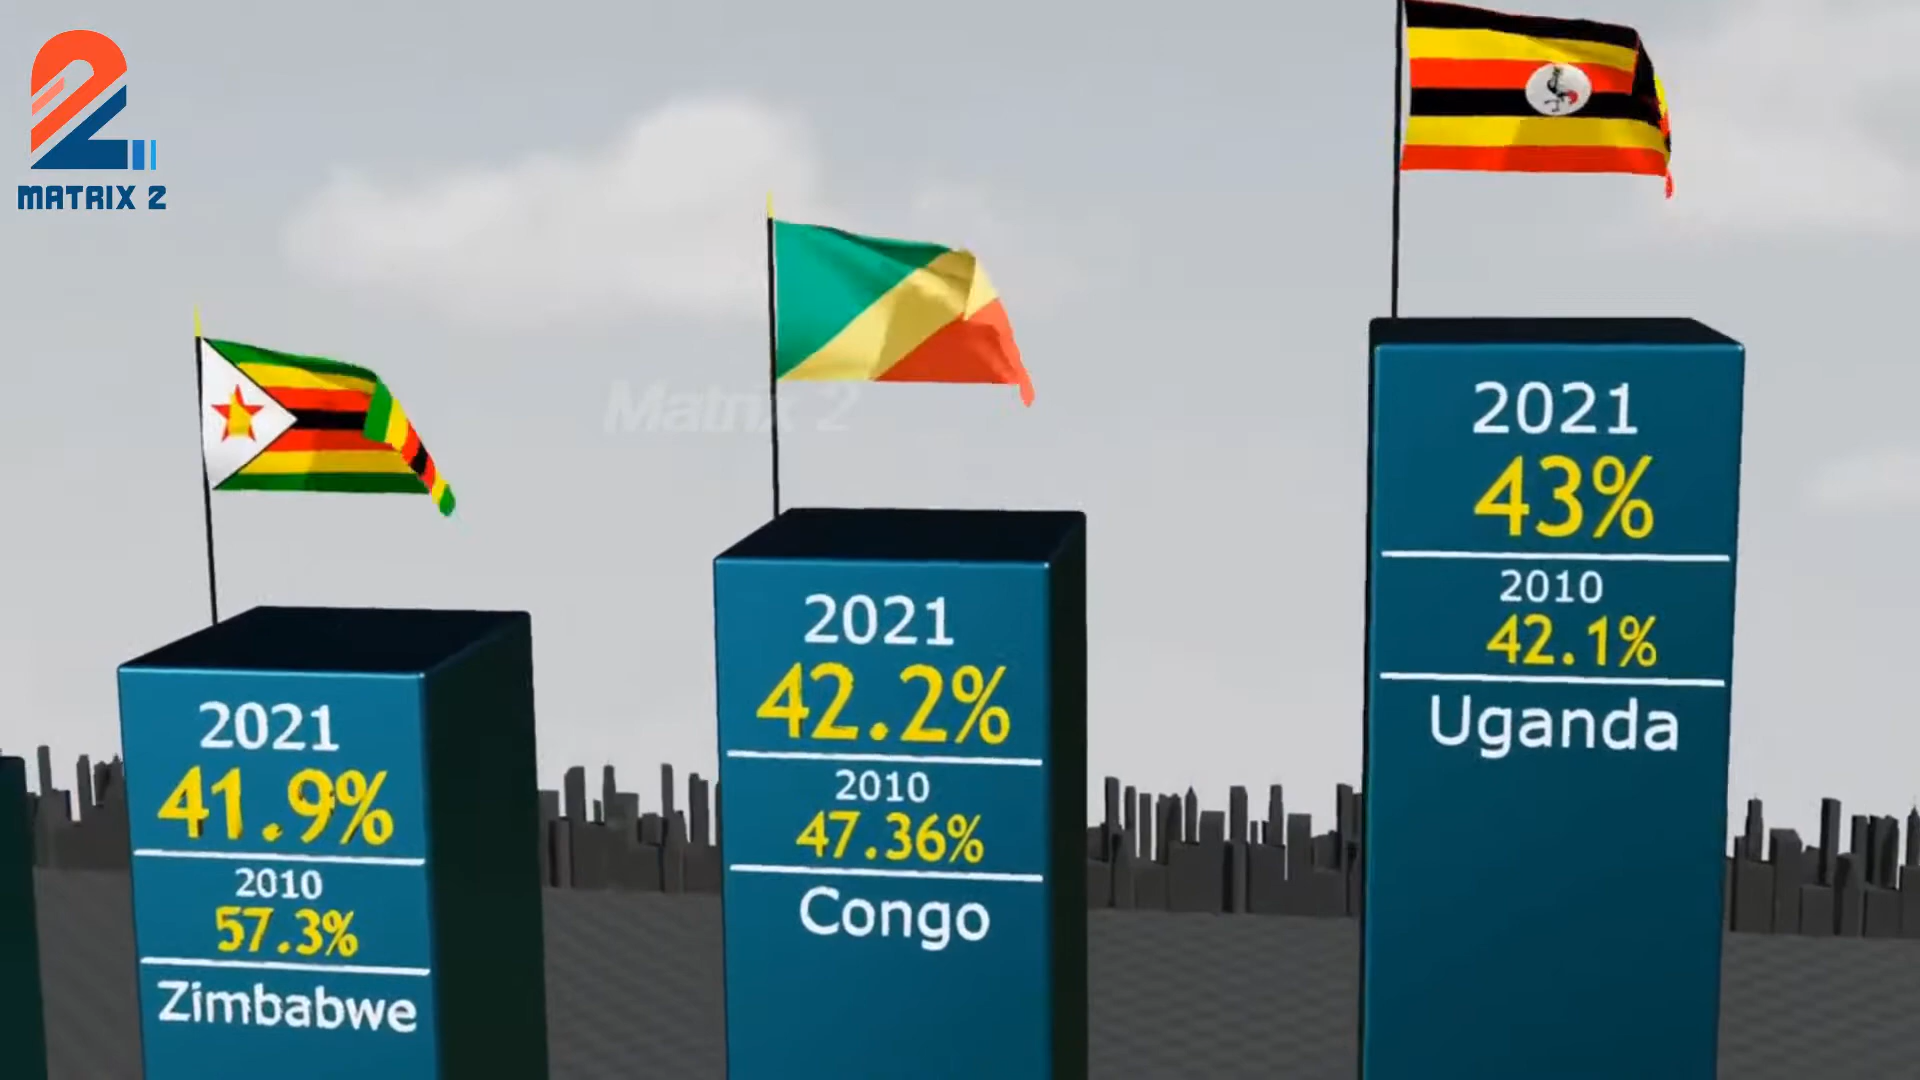 MATRIX 2
Matrix 2
2021
41.9%
2010
57.3%
Zimbabwe
2021
42.2%
2010
47.36%
Congo
2021
43%
2010
42.1%
Uganda